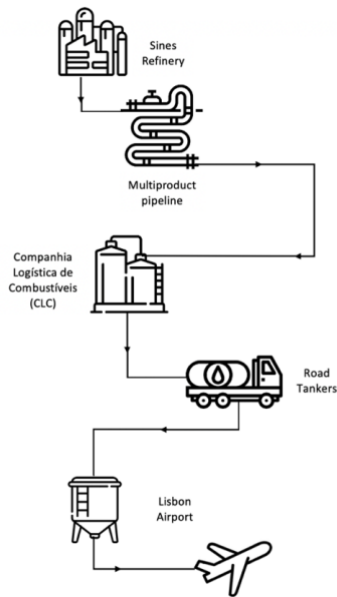 Sines
Refinery
Multiproduct
pipeline
Companhia
Logística de
Combustíveis
(CLC)
Road
Tankers
Lisbon
Airport